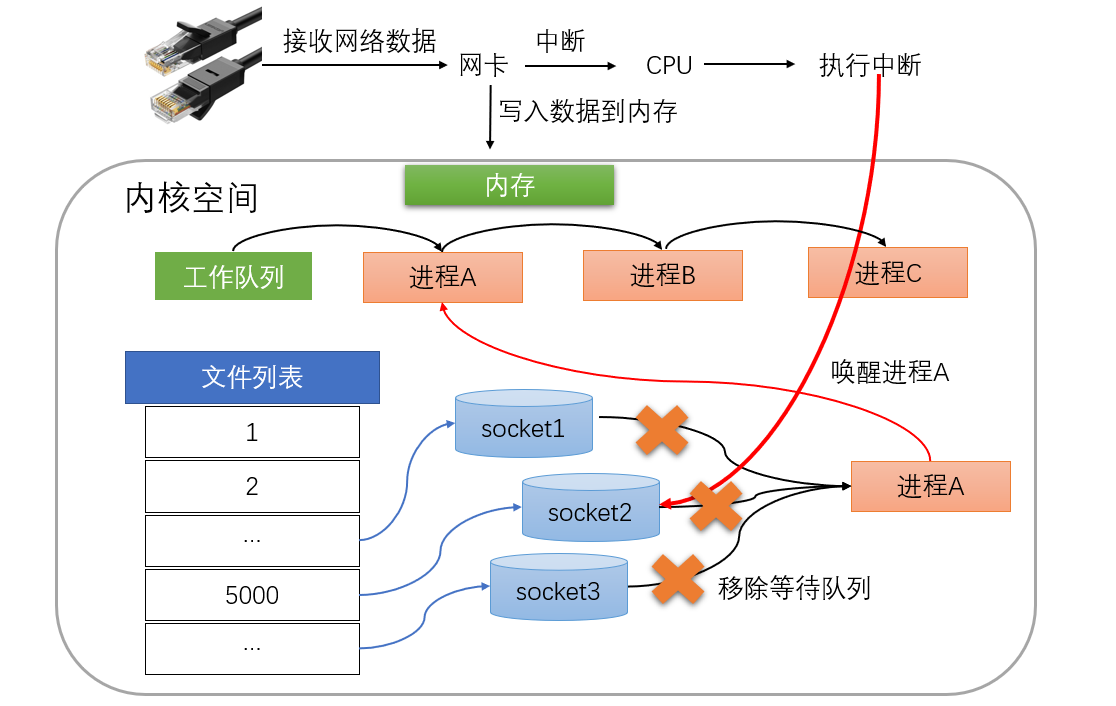 接收网络数据
网卡
中断
CPU
执行中断
写入数据到内存
内存
内核空间
工作队列
进程A
进程B
进程C
文件列表
唤醒进程A
1
socket1
2
进程A
...
socket2
5000
socket3
移除等待队列
...